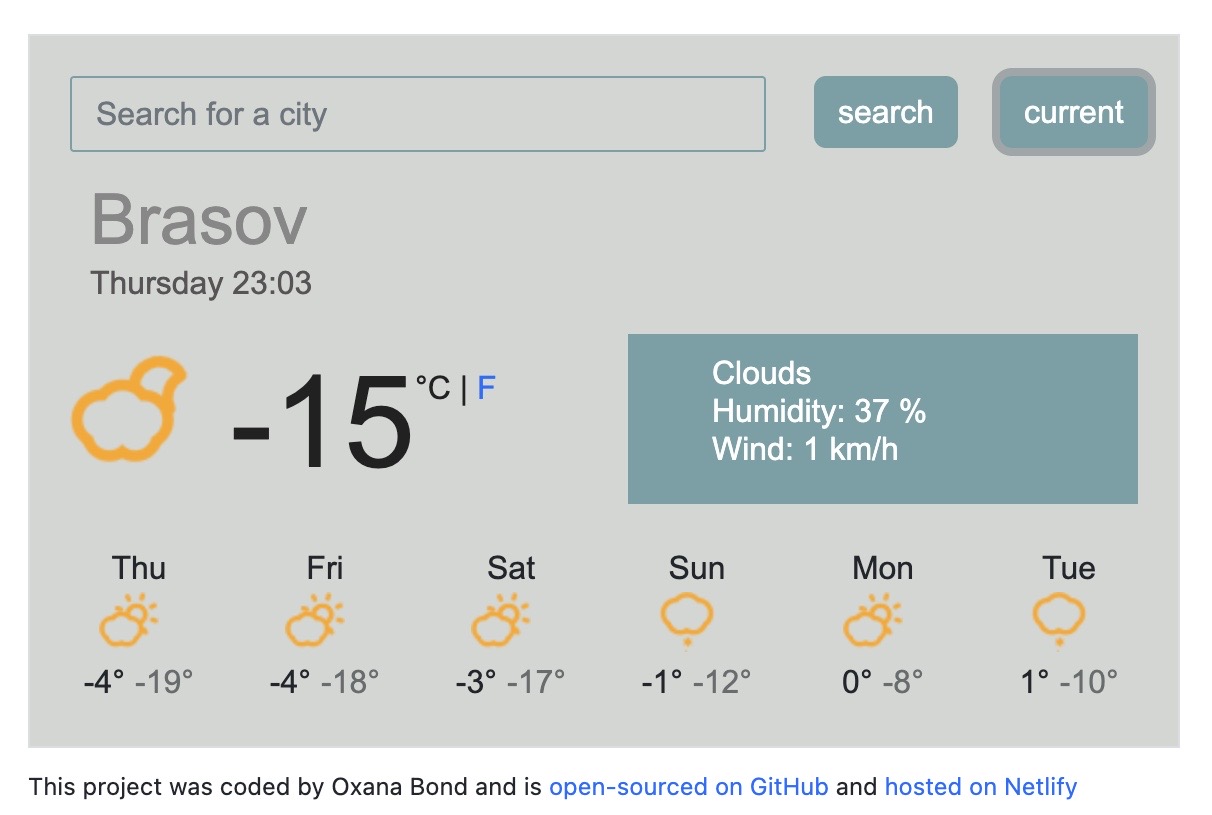 Search for a city
search
current
Brasov
Thursday 23:03
-15 °C | F
Clouds
Humidity: 37 %
Wind: 1 km/h
Thu Fri Sat Sun Mon Tue
-4° -19° -4° -18° -3° -17° -1° -12° 0° -8° 1° -10°
This project was coded by Oxana Bond and is open-sourced on GitHub and hosted on Netlify